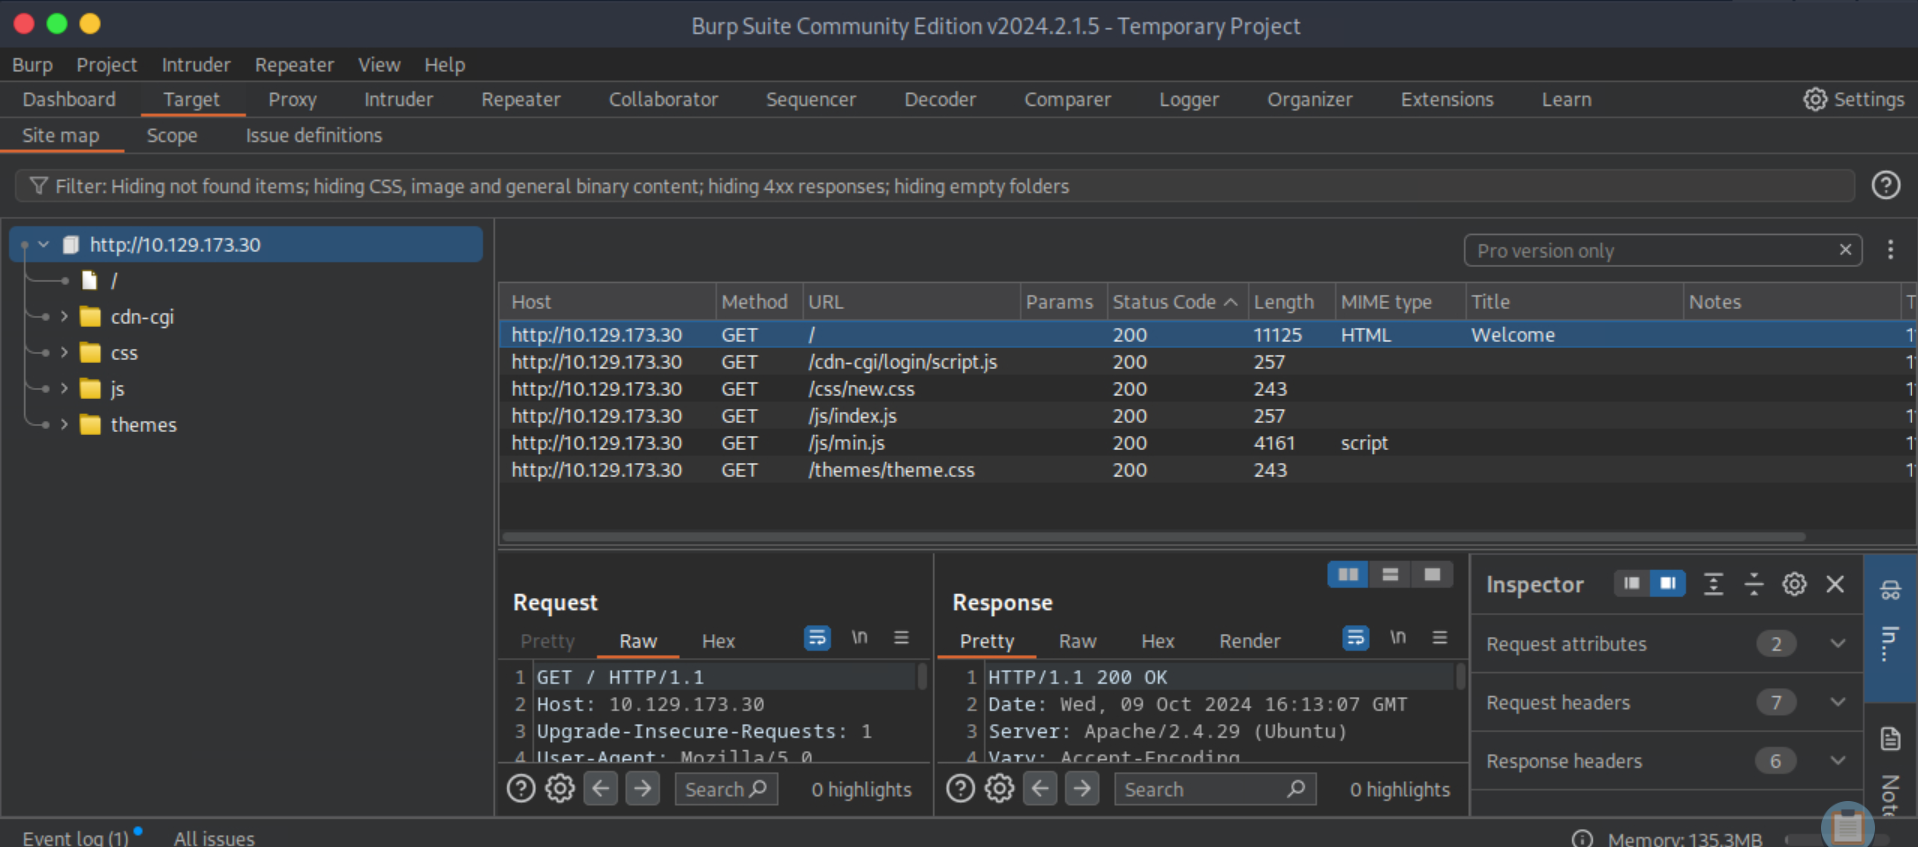 Burp Suite Community Edition v2024.2.1.5 - Temporary Project
Burp Project Intruder Repeater View Help
Dashboard Target Proxy Intruder Repeater Collaborator Sequencer Decoder Comparer Logger Organizer Extensions Learn Settings
Site map Scope Issue definitions
Filter: Hiding not found items; hiding CSS, image and general binary content; hiding 4xx responses; hiding empty folders
http://10.129.173.30
/
cdn-cgi
css
js
themes
Pro version only
Host Method URL Params Status Code Length MIME type Title Notes T
http://10.129.173.30 GET / 200 11125 HTML Welcome 1
http://10.129.173.30 GET /cdn-cgi/login/script.js 200 257 1
http://10.129.173.30 GET /css/new.css 200 243 1
http://10.129.173.30 GET /js/index.js 200 257 1
http://10.129.173.30 GET /js/min.js 200 4161 script 1
http://10.129.173.30 GET /themes/theme.css 200 243 1
Request
Pretty Raw Hex \n
1 GET / HTTP/1.1
2 Host: 10.129.173.30
3 Upgrade-Insecure-Requests: 1
4 User-Agent: Mozilla/5.0
Search 0 highlights
Response
Pretty Raw Hex Render \n
1 HTTP/1.1 200 OK
2 Date: Wed, 09 Oct 2024 16:13:07 GMT
3 Server: Apache/2.4.29 (Ubuntu)
4 Vary: Accept-Encoding
Search 0 highlights
Inspector
Request attributes 2
Request headers 7
Response headers 6
In...
Note
Event log (1) All issues Memory: 135.3MB